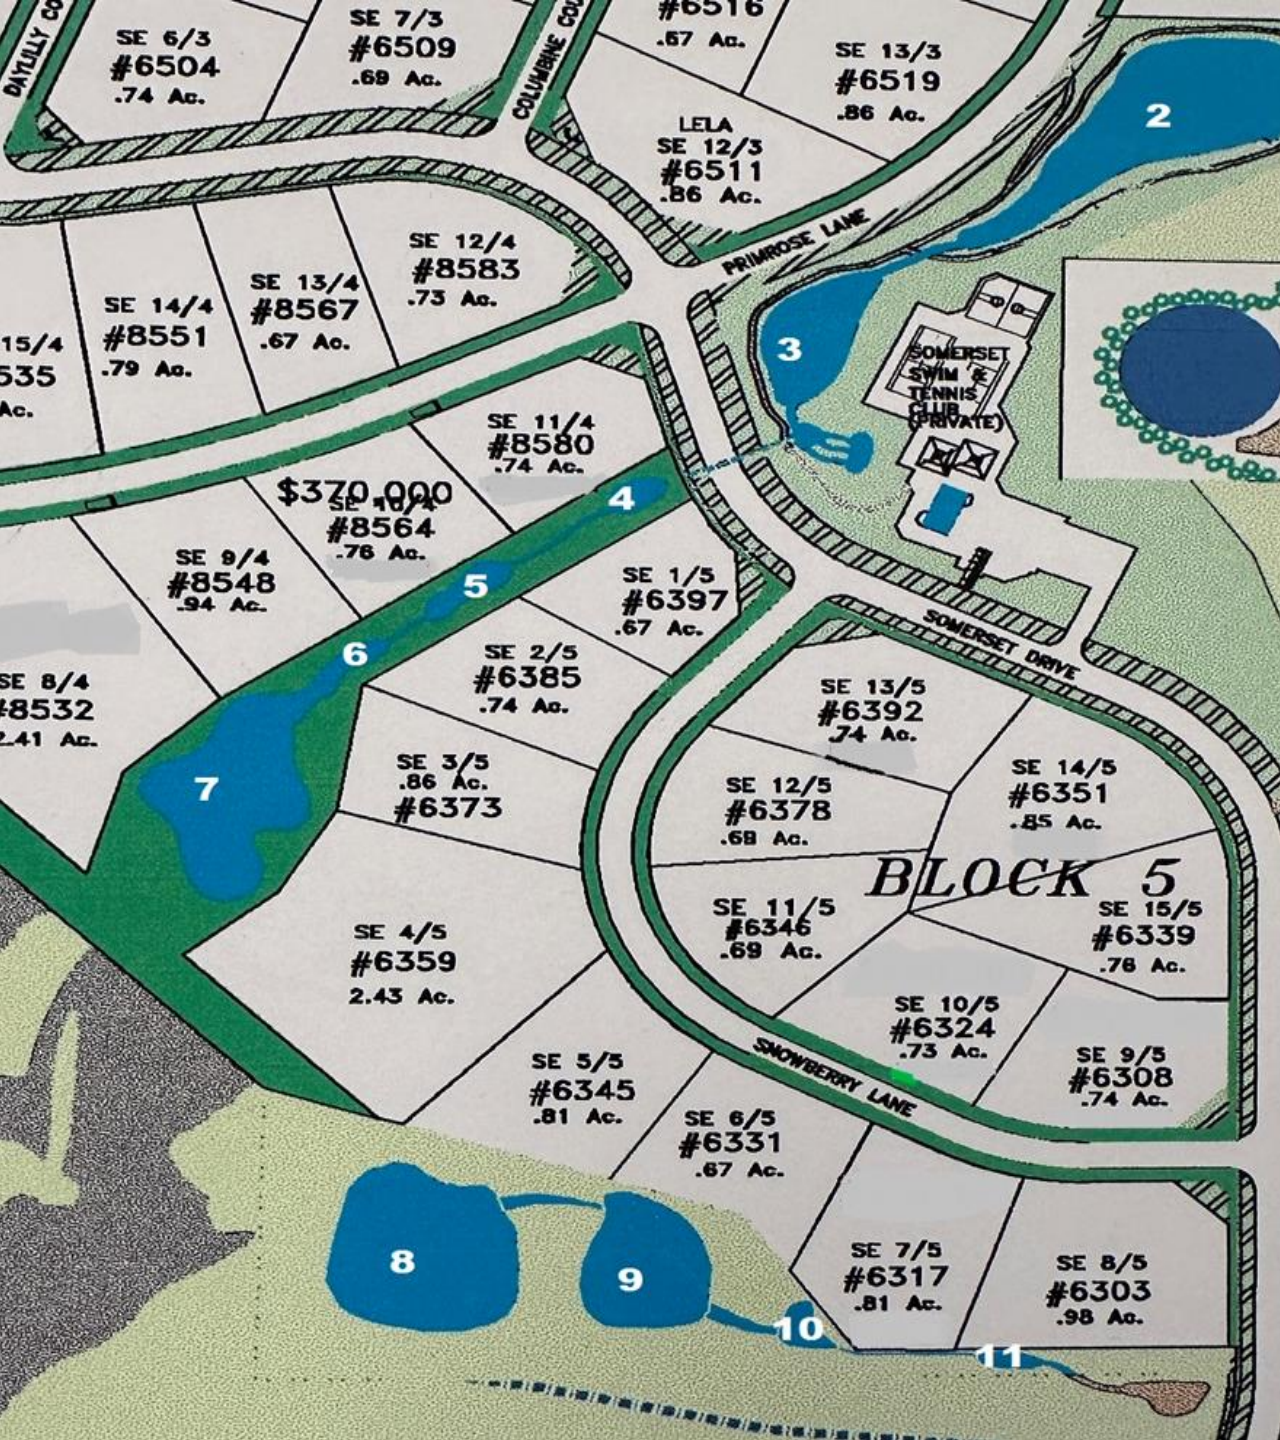 SE 6/3
#6504
.74 Ac.
SE 7/3
#6509
.69 Ac.
#6516
.67 Ac.
SE 13/3
#6519
.86 Ac.
LELA
SE 12/3
#6511
.86 Ac.
DAYLILY
COLUMBINE
PRIMROSE LANE
2
SE 12/4
#8583
.73 Ac.
SE 13/4
#8567
.67 Ac.
SE 14/4
#8551
.79 Ac.
15/4
535
Ac.
3
SOMERSET
SWIM &
TENNIS
CLUB
(PRIVATE)
SE 11/4
#8580
.74 Ac.
$370,000
SE 10/4
#8564
.76 Ac.
4
SE 9/4
#8548
.94 Ac.
5
SE 1/5
#6397
.67 Ac.
SOMERSET DRIVE
6
SE 2/5
#6385
.74 Ac.
SE 8/4
#8532
2.41 Ac.
SE 13/5
#6392
.74 Ac.
7
SE 3/5
.86 Ac.
#6373
SE 12/5
#6378
.69 Ac.
SE 14/5
#6351
.85 Ac.
BLOCK 5
SE 11/5
#6346
.69 Ac.
SE 15/5
#6339
.76 Ac.
SE 4/5
#6359
2.43 Ac.
SE 10/5
#6324
.73 Ac.
SE 9/5
#6308
.74 Ac.
SNOWBERRY LANE
SE 5/5
#6345
.81 Ac.
SE 6/5
#6331
.67 Ac.
SE 7/5
#6317
.81 Ac.
SE 8/5
#6303
.98 Ac.
8
9
10
11